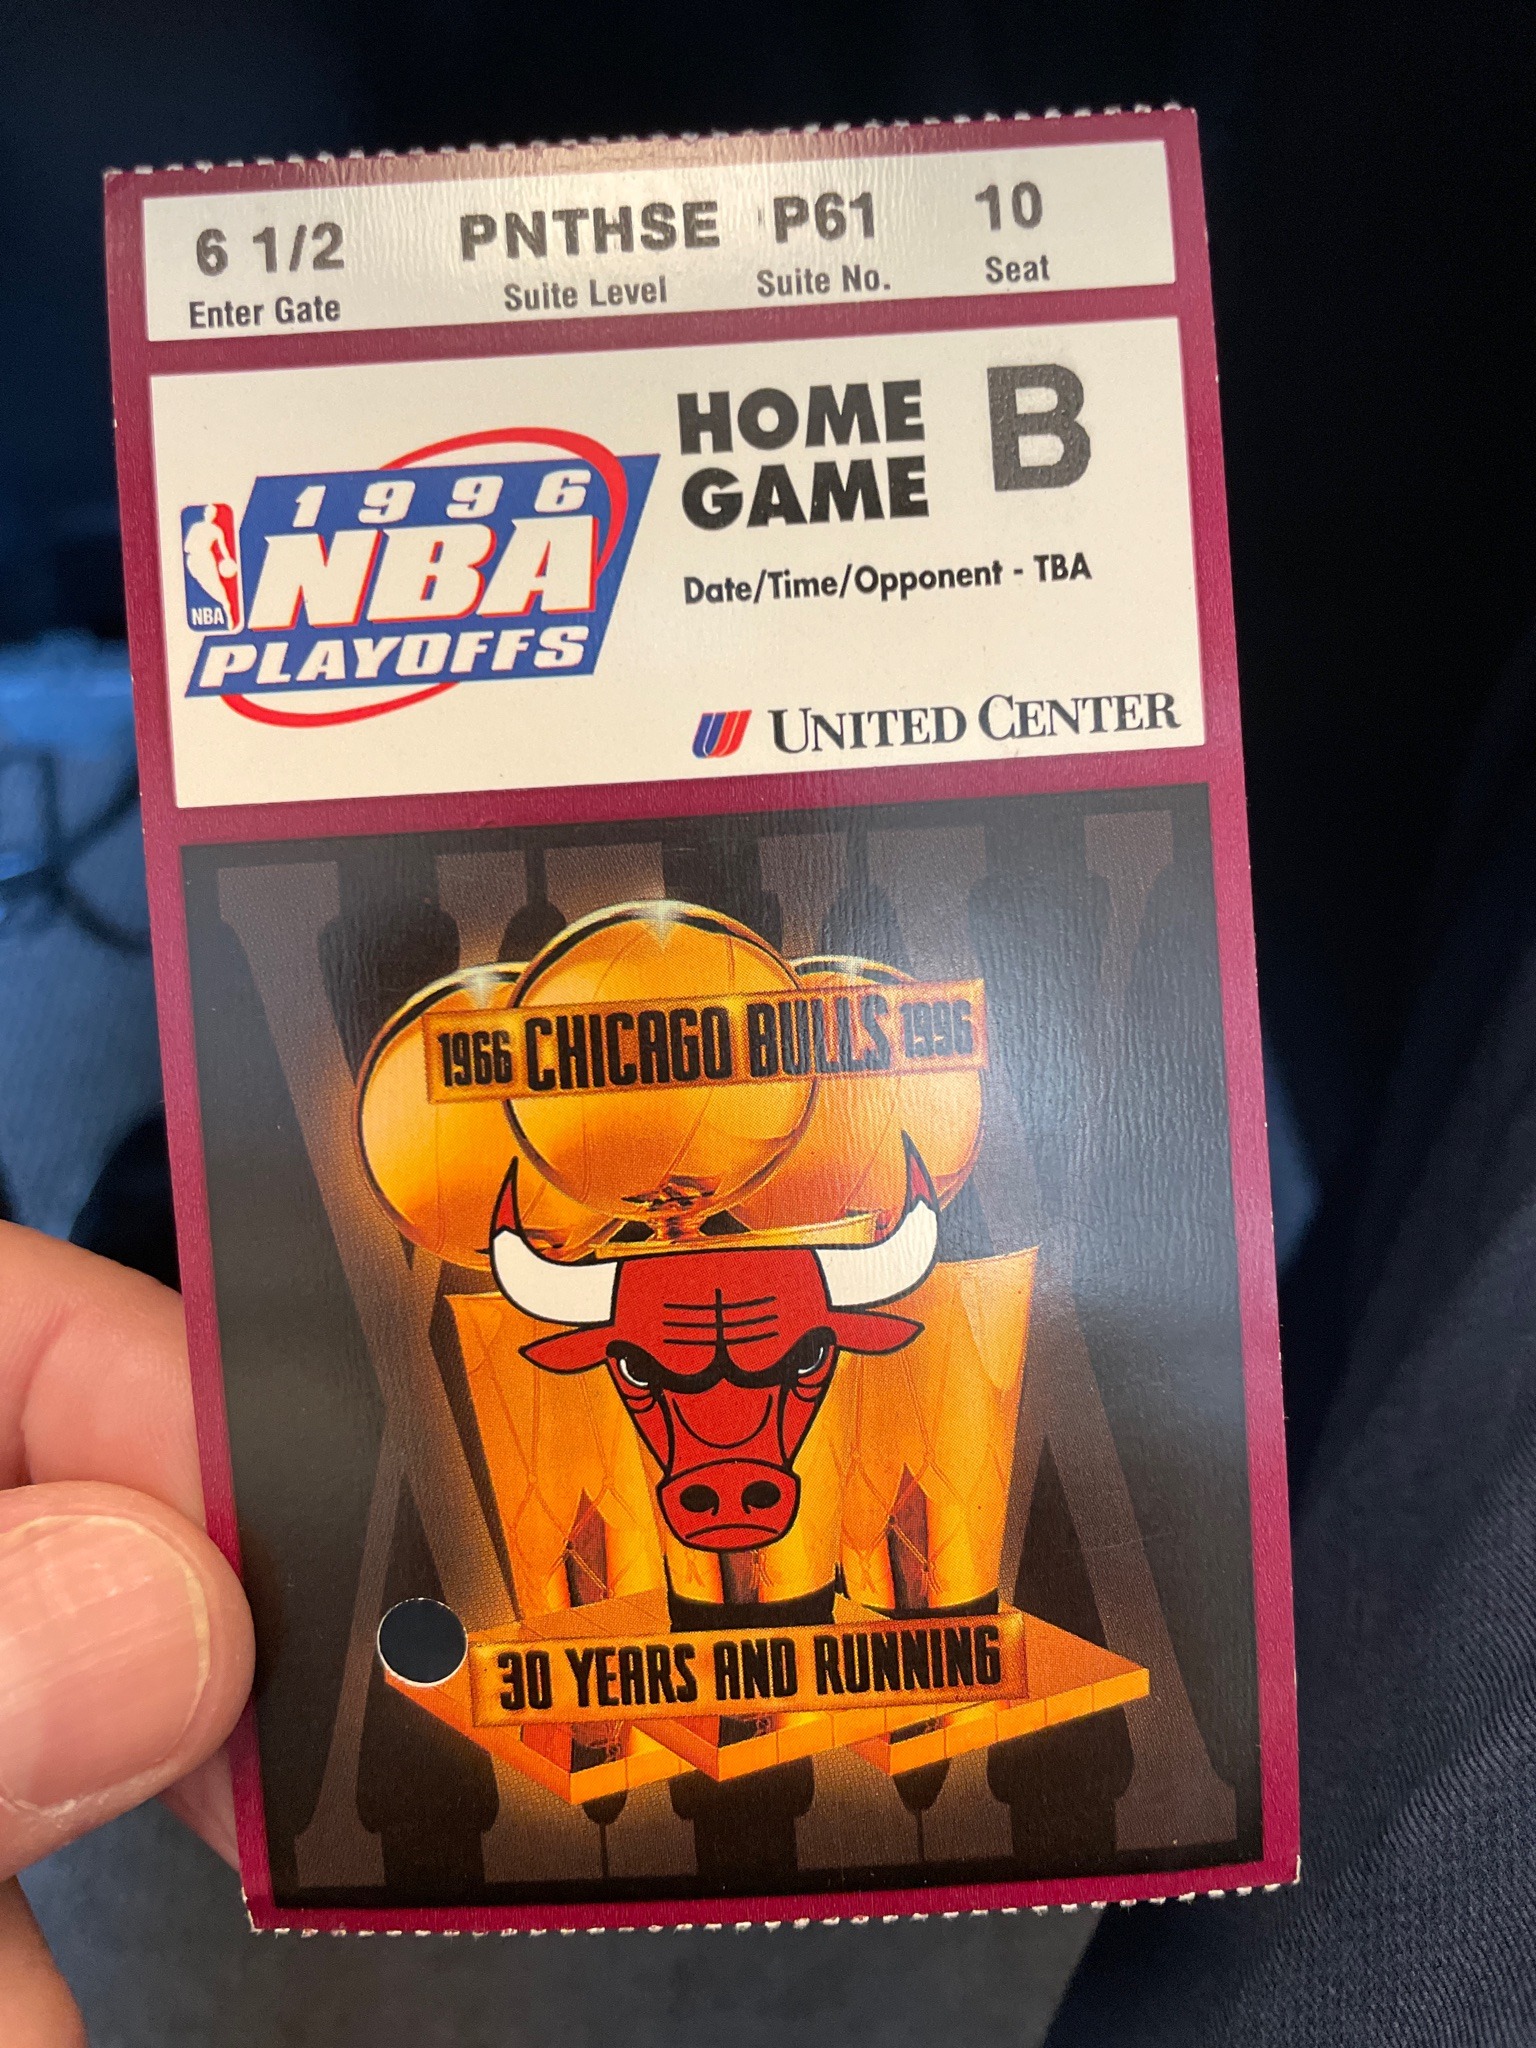 6 1/2 PNTHSE P61 10
Enter Gate Suite Level Suite No. Seat
HOME GAME B
Date/Time/Opponent - TBA
1996
NBA
NBA
PLAYOFFS
UNITED CENTER
1966 CHICAGO BULLS 1996
30 YEARS AND RUNNING